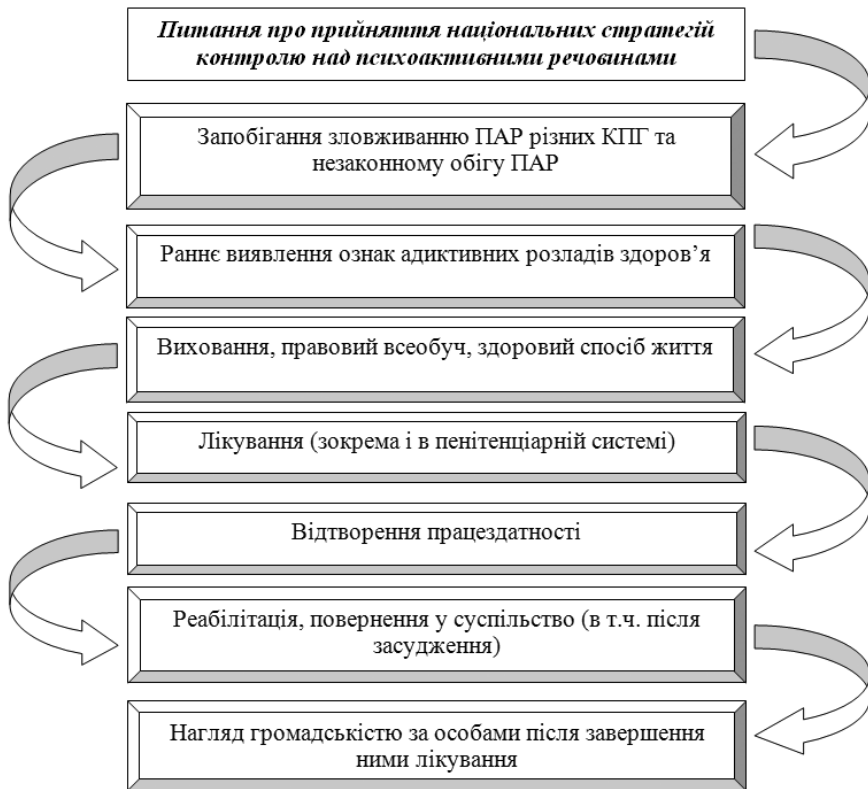 Питання про прийняття національних стратегій
контролю над психоактивними речовинами
Запобігання зловживанню ПАР різних КПГ та
незаконному обігу ПАР
Раннє виявлення ознак адиктивних розладів здоров’я
Виховання, правовий всеобуч, здоровий спосіб життя
Лікування (зокрема і в пенітенціарній системі)
Відтворення працездатності
Реабілітація, повернення у суспільство (в т.ч. після
засудження)
Нагляд громадськістю за особами після завершення
ними лікування